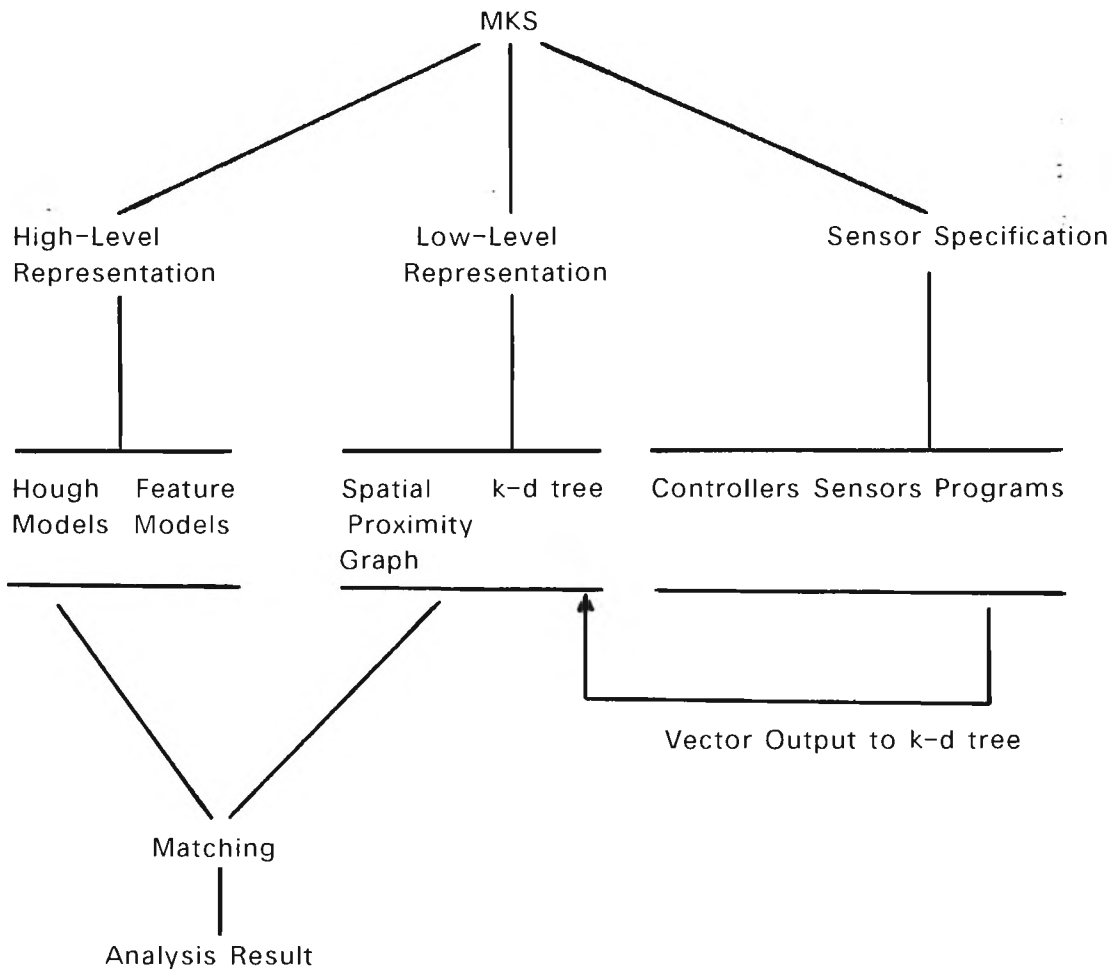 MKS
High-Level
Representation
Low-Level
Representation
Sensor Specification
Hough Feature
Models Models
Spatial k-d tree
Proximity
Graph
Controllers Sensors Programs
Vector Output to k-d tree
Matching
Analysis Result